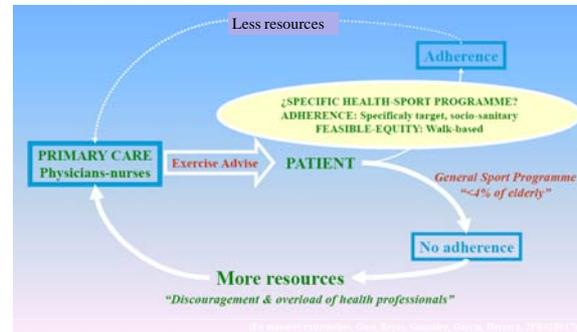 Less resources
Adherence
¿SPECIFIC HEALTH-SPORT PROGRAMME?
ADHERENCE: Specificaly target, socio-sanitary
FEASIBLE-EQUITY: Walk-based
PRIMARY CARE
Physicians-nurses
Exercise Advise
PATIENT
General Sport Programme
"<4% of elderly"
No adherence
More resources
"Discouragement & overload of health professionals"